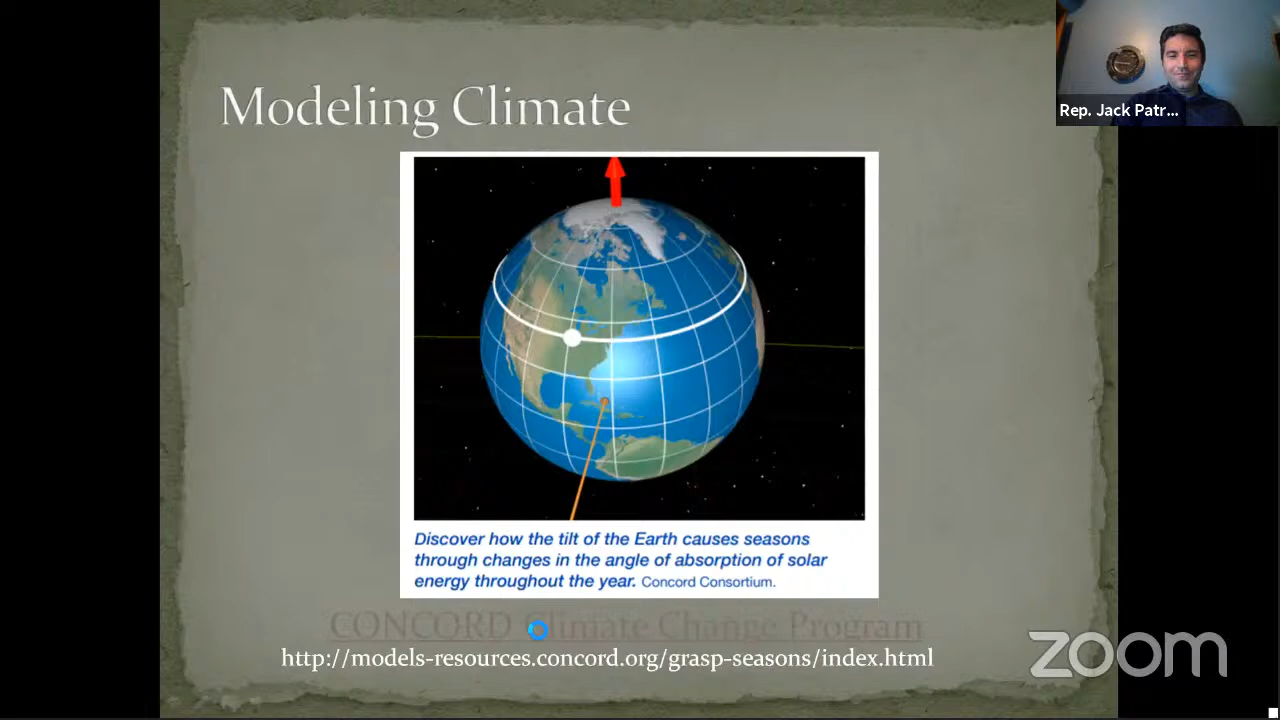 Modeling Climate
Rep. Jack Patr...
Discover how the tilt of the Earth causes seasons
through changes in the angle of absorption of solar
energy throughout the year. Concord Consortium.
CONCORD Climate Change Program
http://models-resources.concord.org/grasp-seasons/index.html
zoom